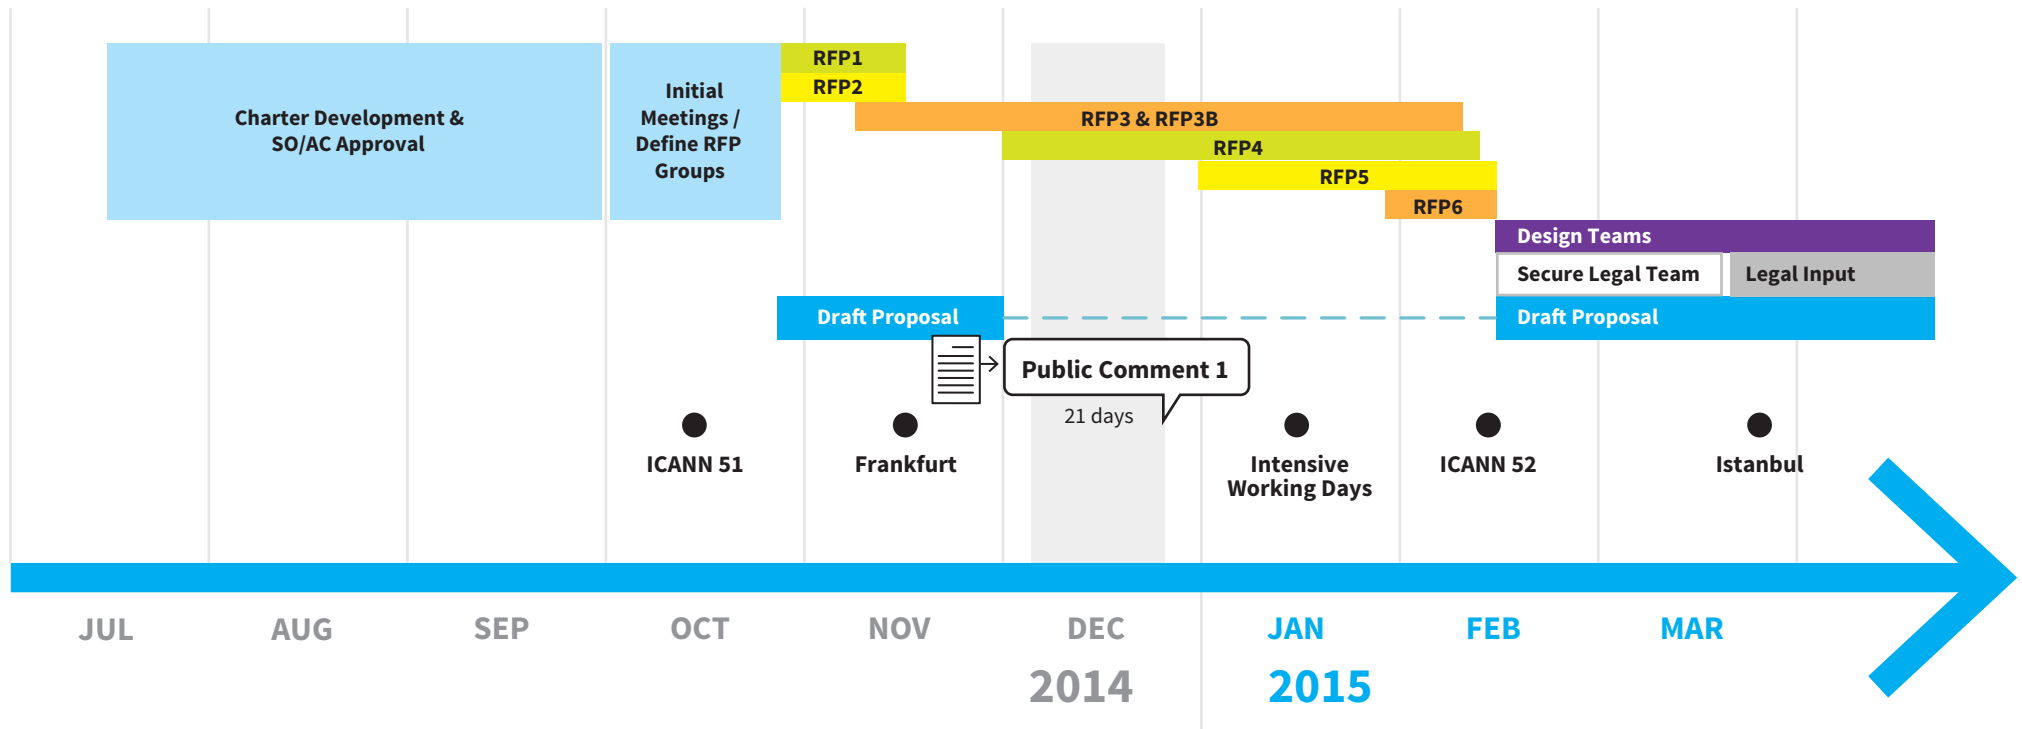 Charter Development &
SO/AC Approval
Initial
Meetings /
Define RFP
Groups
RFP1
RFP2
RFP3 & RFP3B
RFP4
RFP5
RFP6
Design Teams
Secure Legal Team
Legal Input
Draft Proposal
Draft Proposal
Public Comment 1
21 days
ICANN 51
Frankfurt
Intensive
Working Days
ICANN 52
Istanbul
JUL
AUG
SEP
OCT
NOV
DEC
JAN
FEB
MAR
2014
2015